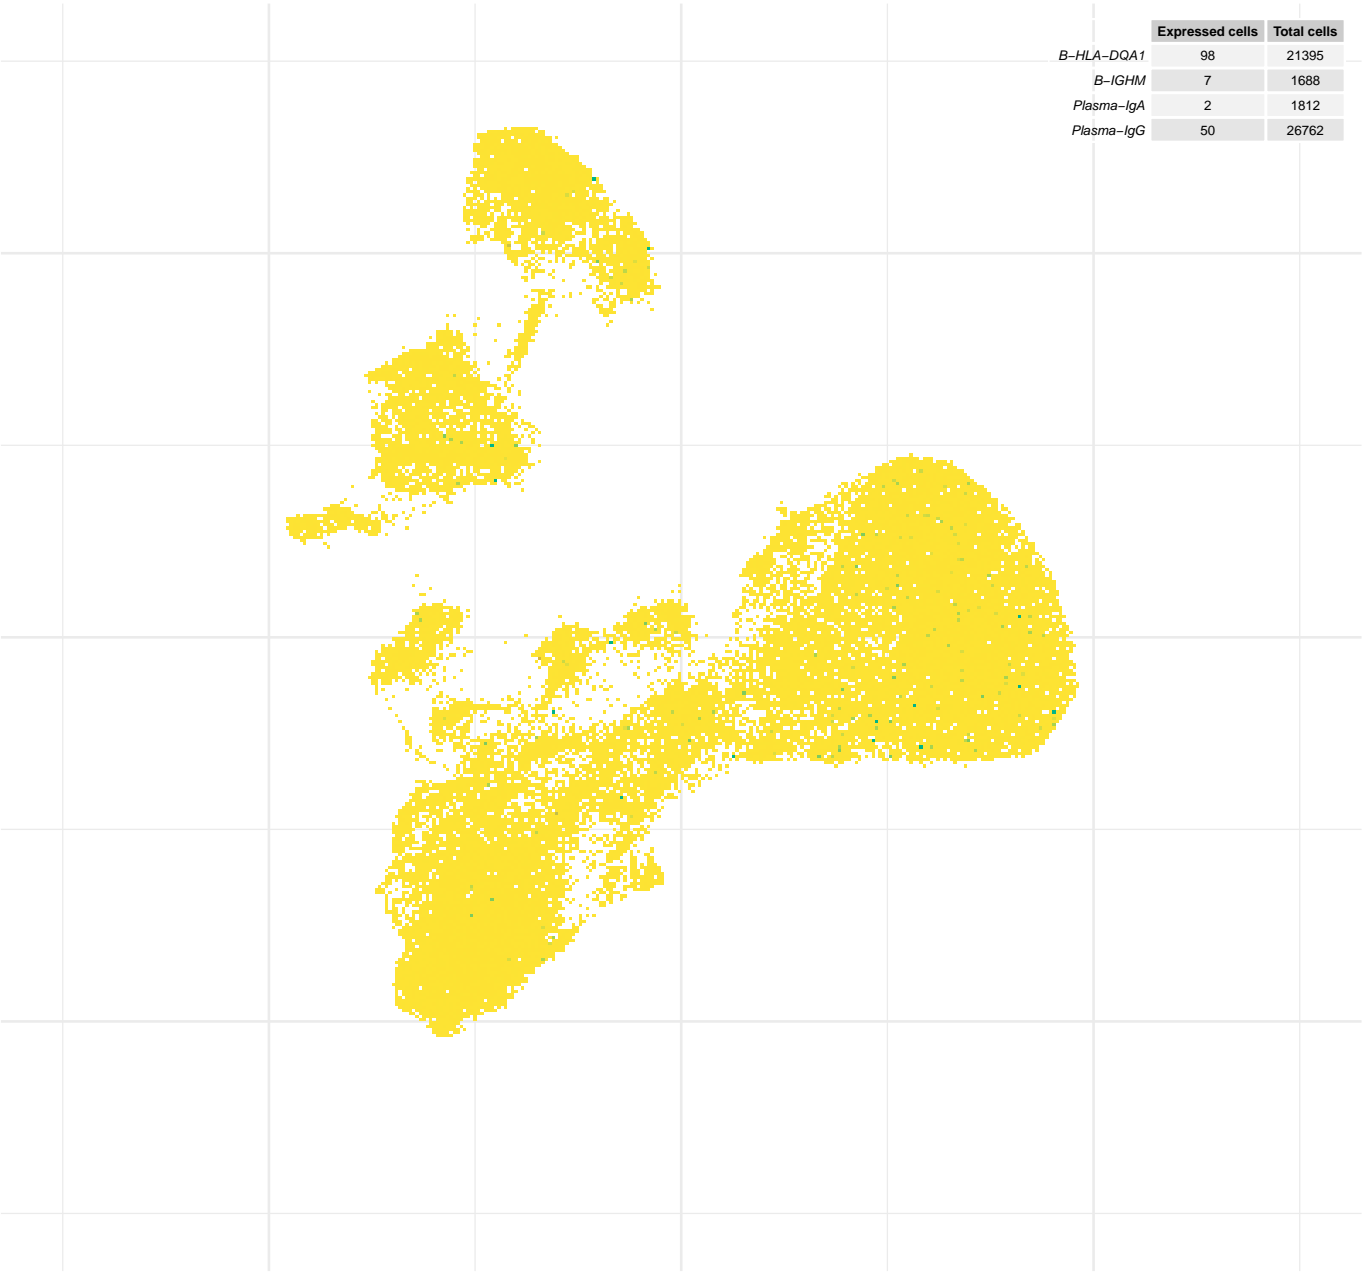 Expressed cells Total cells
B−HLA−DQA1 98 21395
B−IGHM 7 1688
Plasma−IgA 2 1812
Plasma−IgG 50 26762